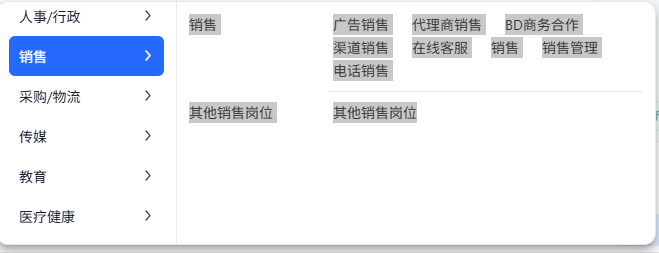 人事/行政
销售
采购/物流
传媒
教育
医疗健康
销售
广告销售 代理商销售 BD商务合作
渠道销售 在线客服 销售 销售管理
电话销售
其他销售岗位
其他销售岗位